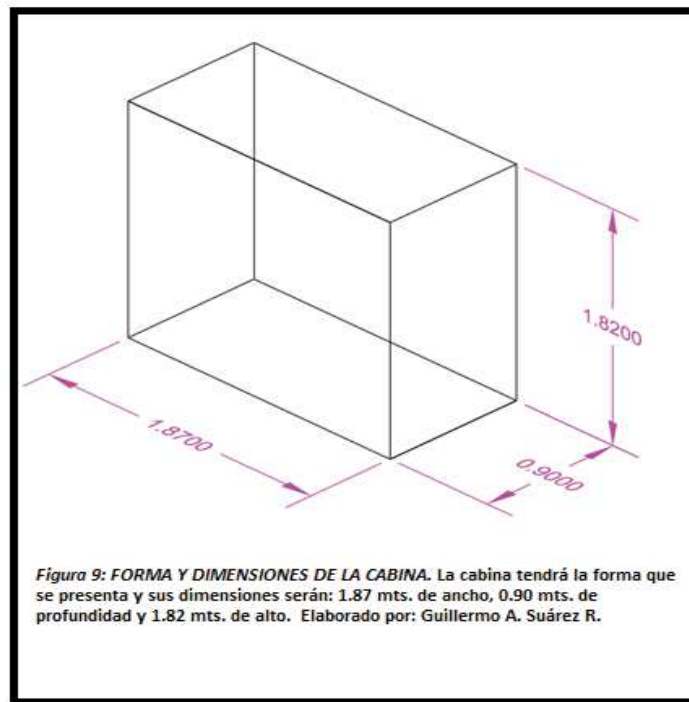 1.8200
1.8700
0.9000
Figura 9: FORMA Y DIMENSIONES DE LA CABINA. La cabina tendrá la forma que
se presenta y sus dimensiones serán: 1.87 mts. de ancho, 0.90 mts. de
profundidad y 1.82 mts. de alto. Elaborado por: Guillermo A. Suárez R.